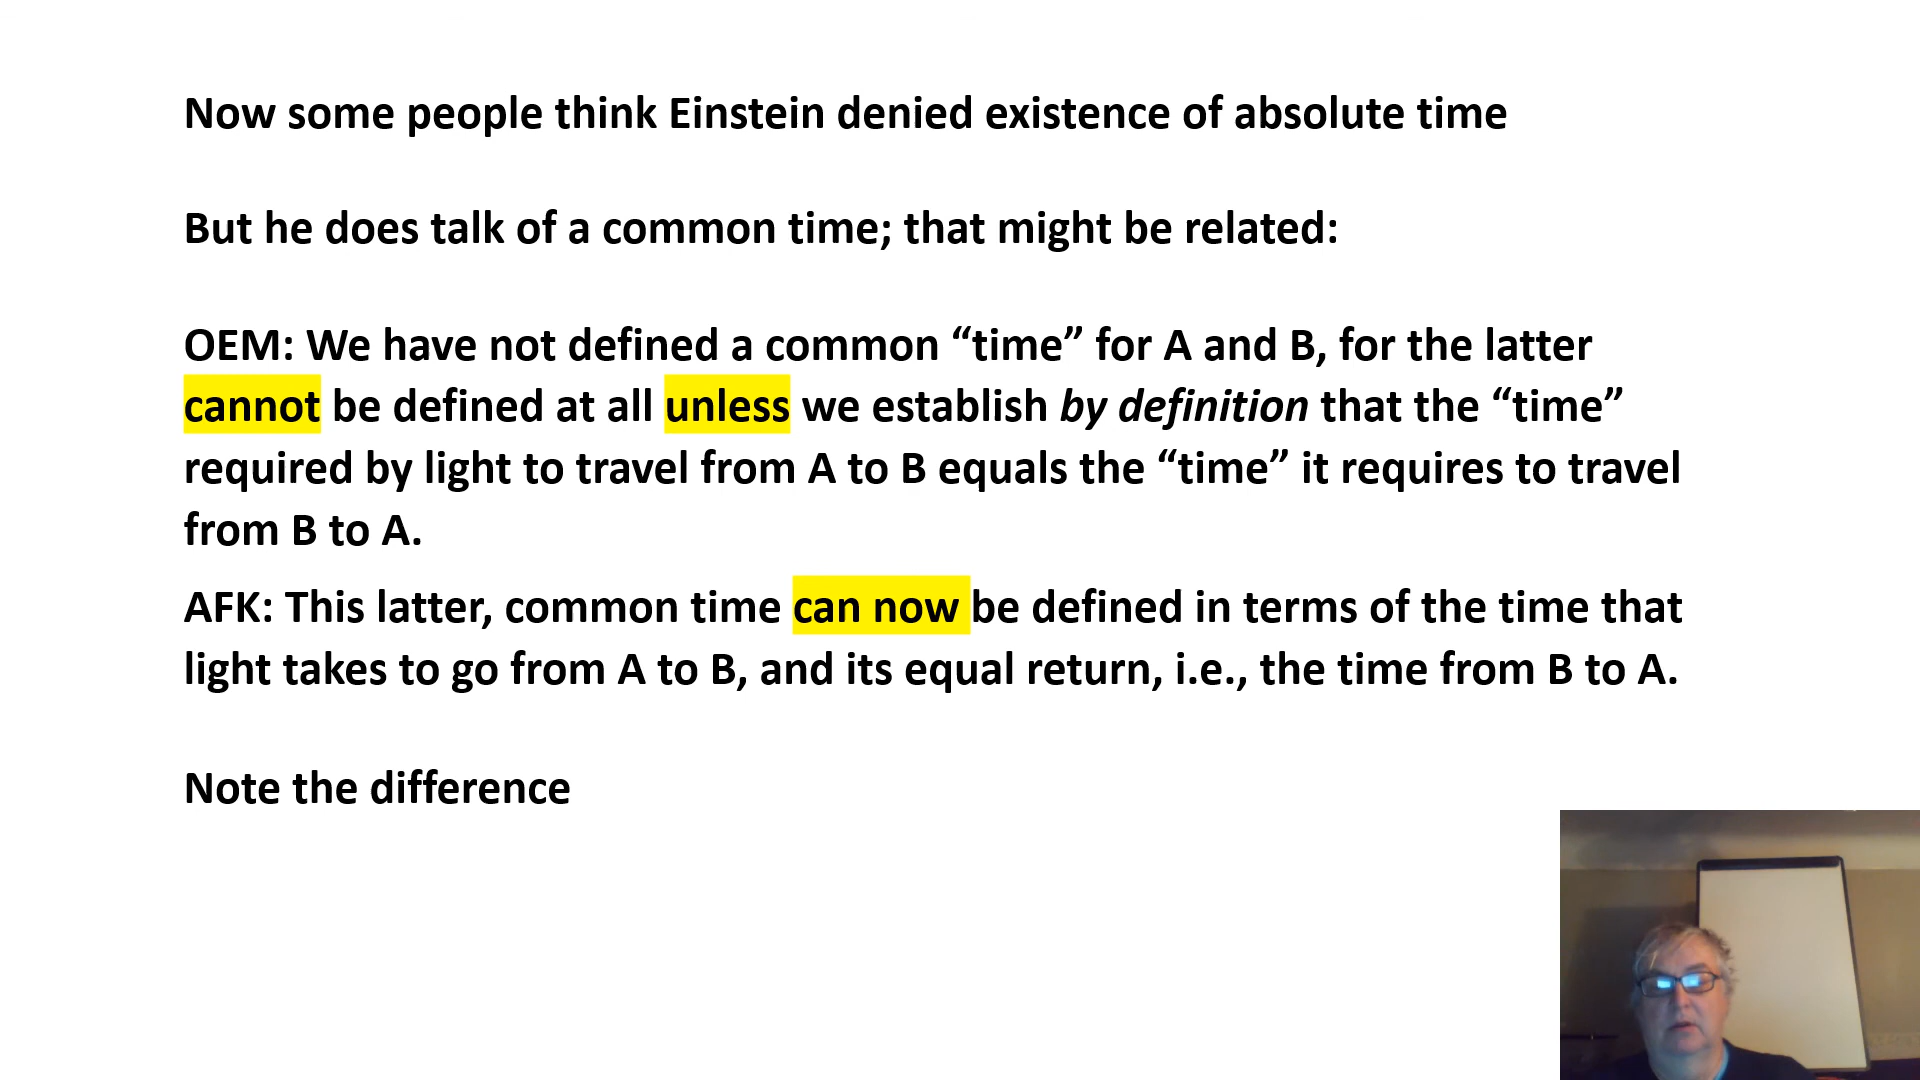 Now some people think Einstein denied existence of absolute time
But he does talk of a common time; that might be related:
OEM: We have not defined a common “time” for A and B, for the latter
cannot be defined at all unless we establish by definition that the “time”
required by light to travel from A to B equals the “time” it requires to travel
from B to A.
AFK: This latter, common time can now be defined in terms of the time that
light takes to go from A to B, and its equal return, i.e., the time from B to A.
Note the difference